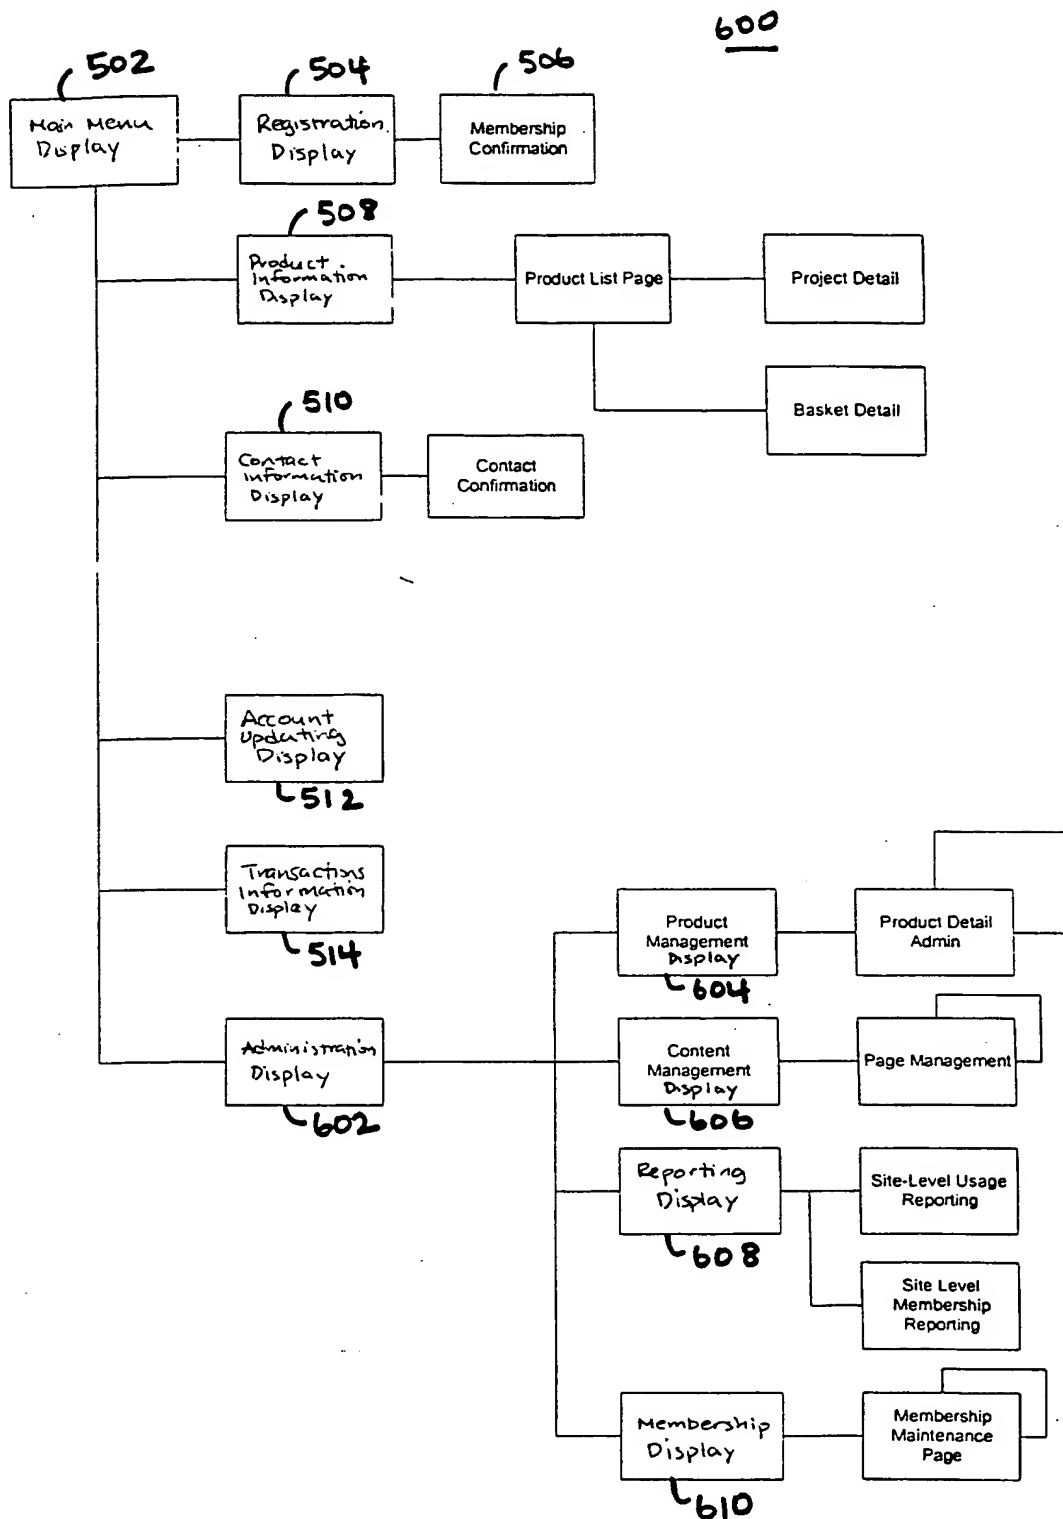 600
502
504
506
Main Menu
Display
Registration
Display
Membership
Confirmation
508
Product
Information
Display
Product List Page
Project Detail
Basket Detail
510
Contact
Information
Display
Contact
Confirmation
Account
Updating
Display
512
Transactions
Information
Display
514
Product
Management
Display
604
Product Detail
Admin
Administration
Display
602
Content
Management
Display
606
Page Management
Reporting
Display
608
Site-Level Usage
Reporting
Site Level
Membership
Reporting
Membership
Display
610
Membership
Maintenance
Page